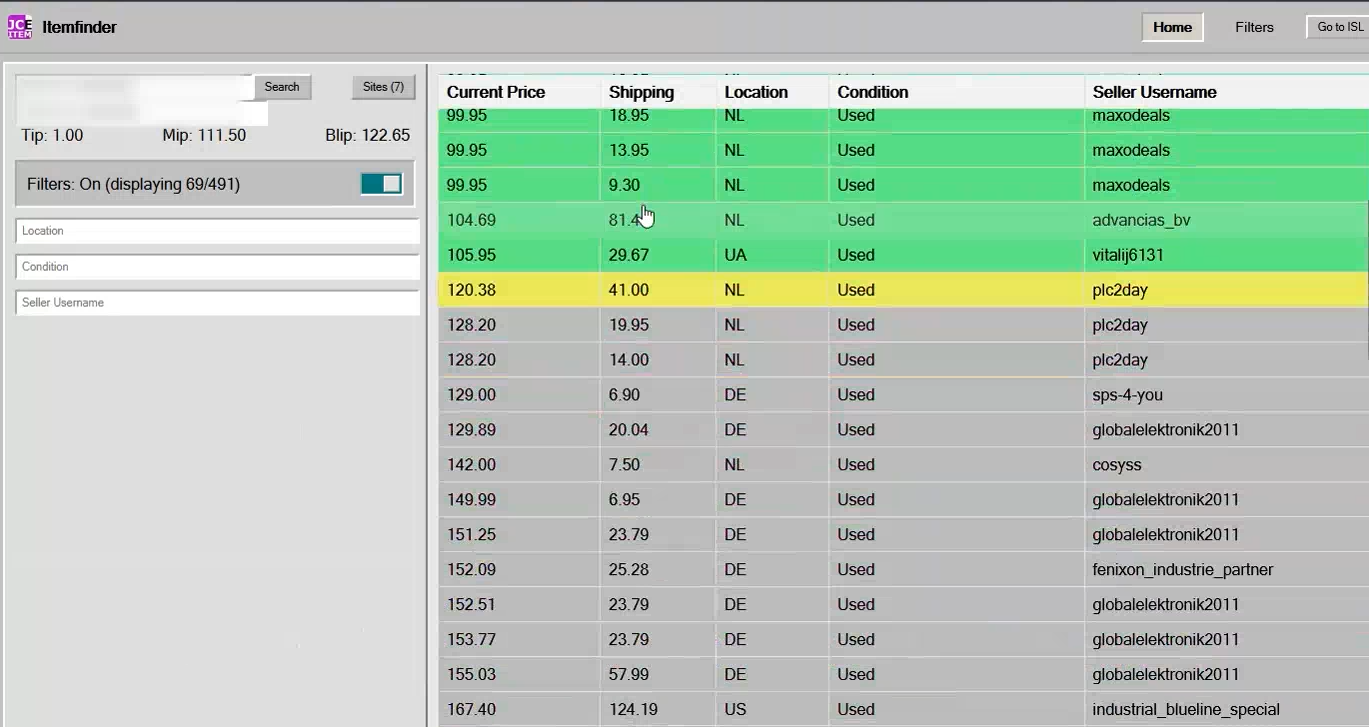 JCE
ITEM
Itemfinder
Home
Filters
Go to ISL
Search
Sites (7)
Tip: 1.00
Mip: 111.50
Blip: 122.65
Filters: On (displaying 69/491)
Location
Condition
Seller Username
Current Price Shipping Location Condition Seller Username
99.95 18.95 NL Used maxodeals
99.95 13.95 NL Used maxodeals
99.95 9.30 NL Used maxodeals
104.69 NL Used advancias_bv
105.95 29.67 UA Used vitalij6131
120.38 41.00 NL Used plc2day
128.20 19.95 NL Used plc2day
128.20 14.00 NL Used plc2day
129.00 6.90 DE Used sps-4-you
129.89 20.04 DE Used globalelektronik2011
142.00 7.50 NL Used cosyss
149.99 6.95 DE Used globalelektronik2011
151.25 23.79 DE Used globalelektronik2011
152.09 25.28 DE Used fenixon_industrie_partner
152.51 23.79 DE Used globalelektronik2011
153.77 23.79 DE Used globalelektronik2011
155.03 57.99 DE Used globalelektronik2011
167.40 124.19 US Used industrial_blueline_special